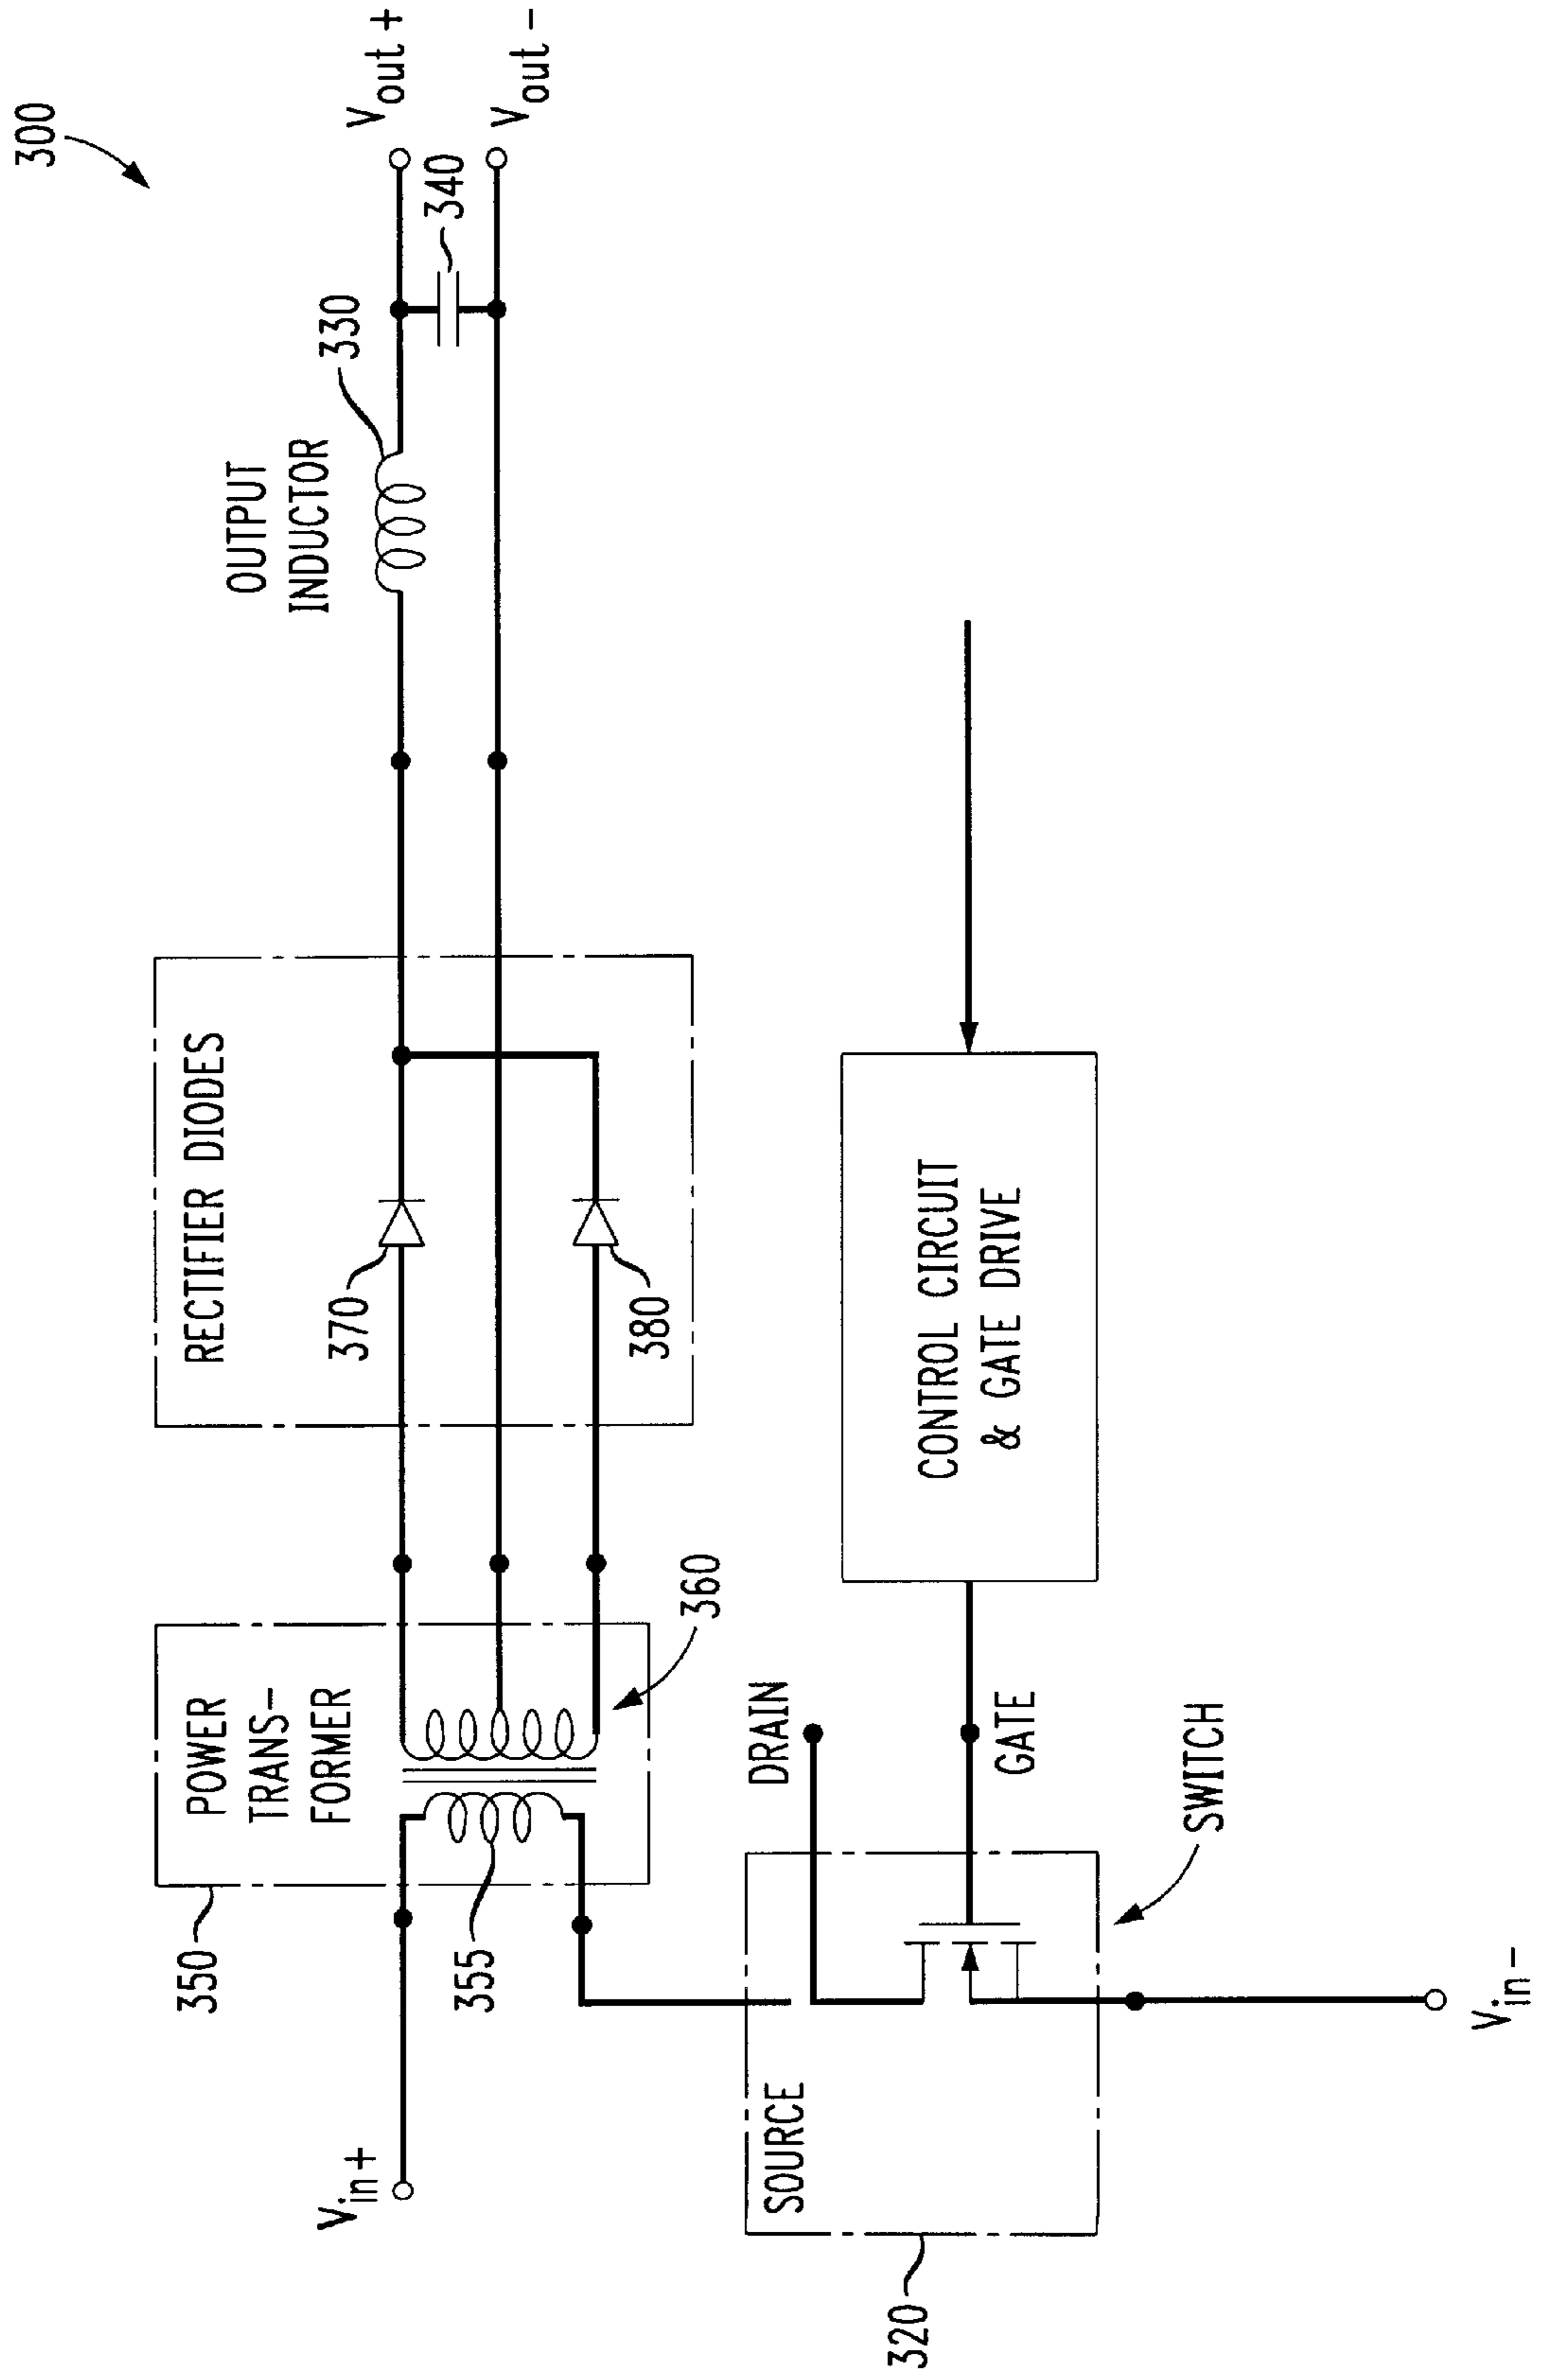 300
POWER
TRANS-
FORMER
RECTIFIER DIODES
OUTPUT
INDUCTOR
330
350
370
Vout+
Vin+
340
355
Vout-
380
360
DRAIN
SOURCE
320
GATE
CONTROL CIRCUIT
& GATE DRIVE
SWITCH
Vin-